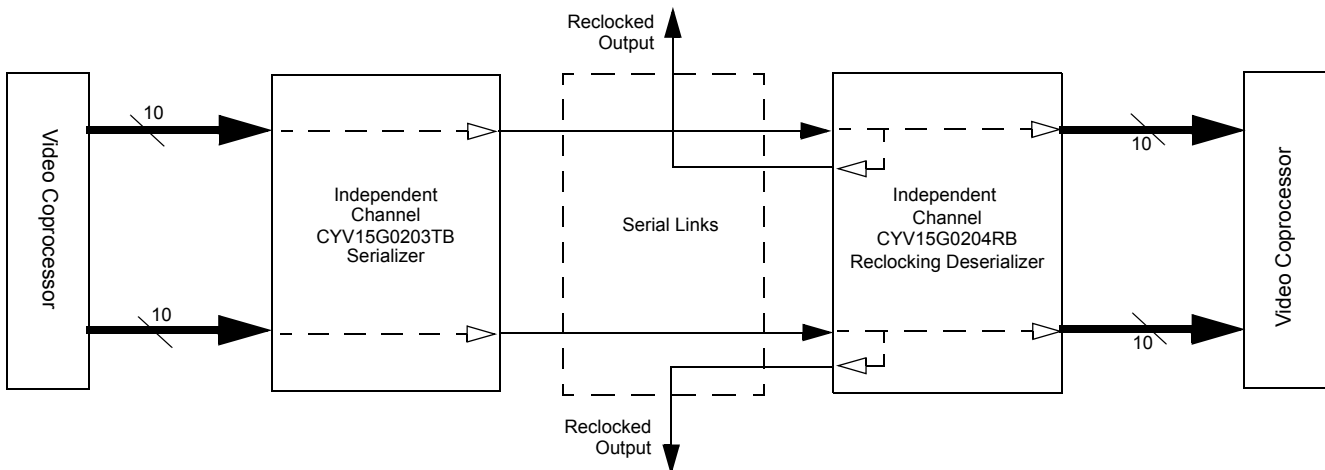 Reclocked
Output
10
10
Video Coprocessor
Independent
Channel
CYV15G0203TB
Serializer
Serial Links
Independent
Channel
CYV15G0204RB
Reclocking Deserializer
Video Coprocessor
10
10
Reclocked
Output